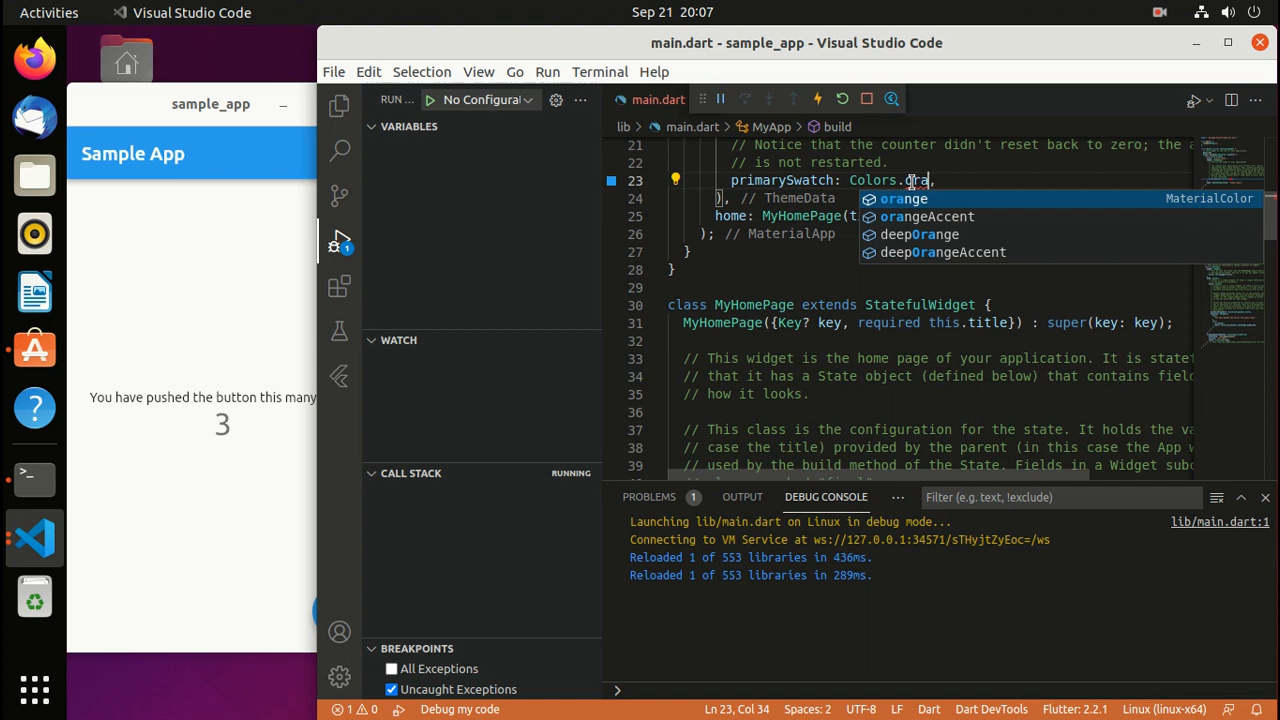 Activities
Visual Studio Code
Sep 21 20:07
sample_app
Sample App
You have pushed the button this many
3
main.dart - sample_app - Visual Studio Code
File Edit Selection View Go Run Terminal Help
RUN ...
No Configurat
VARIABLES
WATCH
CALL STACK
RUNNING
BREAKPOINTS
All Exceptions
Uncaught Exceptions
1
main.dart
lib > main.dart > MyApp > build
21 // Notice that the counter didn't reset back to zero; the a
22 // is not restarted.
23 primarySwatch: Colors.ora,
24 ), // ThemeData
25 home: MyHomePage(t
26 ); // MaterialApp
27 }
28 }
29
30 class MyHomePage extends StatefulWidget {
31 MyHomePage({Key? key, required this.title}) : super(key: key);
32
33 // This widget is the home page of your application. It is statef
34 // that it has a State object (defined below) that contains fiel
35 // how it looks.
36
37 // This class is the configuration for the state. It holds the va
38 // case the title) provided by the parent (in this case the App w
39 // used by the build method of the State. Fields in a Widget subc
orange MaterialColor
orangeAccent
deepOrange
deepOrangeAccent
PROBLEMS 1 OUTPUT DEBUG CONSOLE ...
Filter (e.g. text, !exclude)
Launching lib/main.dart on Linux in debug mode...
lib/main.dart:1
Connecting to VM Service at ws://127.0.0.1:34571/sTHyjtZyEoc=/ws
Reloaded 1 of 553 libraries in 436ms.
Reloaded 1 of 553 libraries in 289ms.
>
1 0 Debug my code
Ln 23, Col 34 Spaces: 2 UTF-8 LF Dart Dart DevTools Flutter: 2.2.1 Linux (linux-x64)